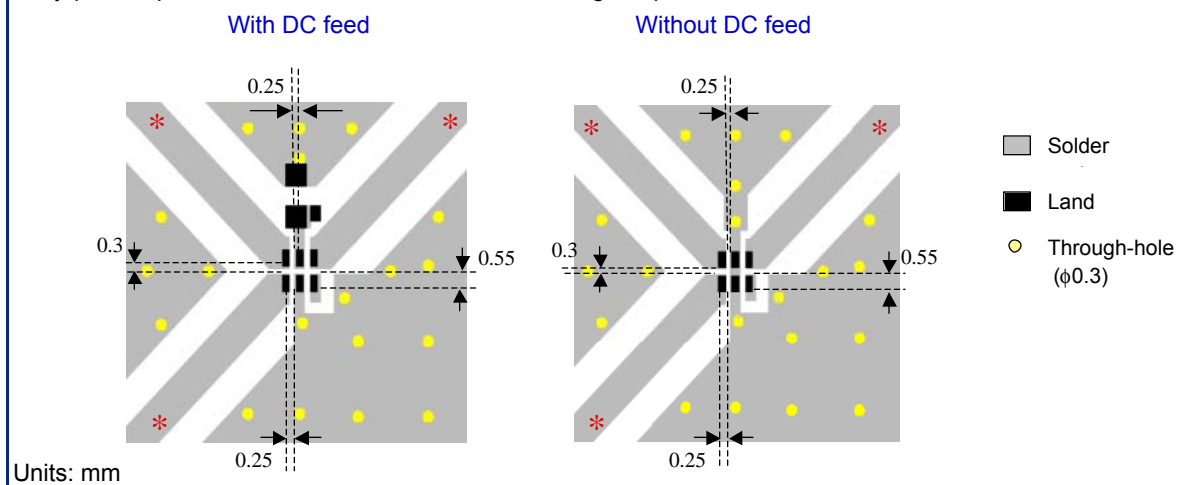 With DC feed
Without DC feed
0.25
0.25
*
*
*
*
Solder
Land
0.3
0.55
0.3
0.55
Through-hole
(φ0.3)
*
*
0.25
0.25
Units: mm